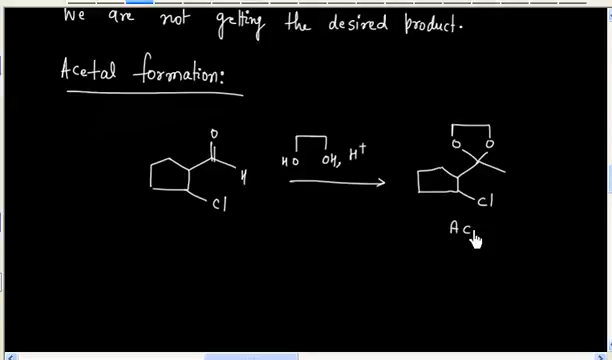 We are not getting the desired product.
Acetal formation:
O
HO OH, H+
H
Cl
O O
Cl
Ac